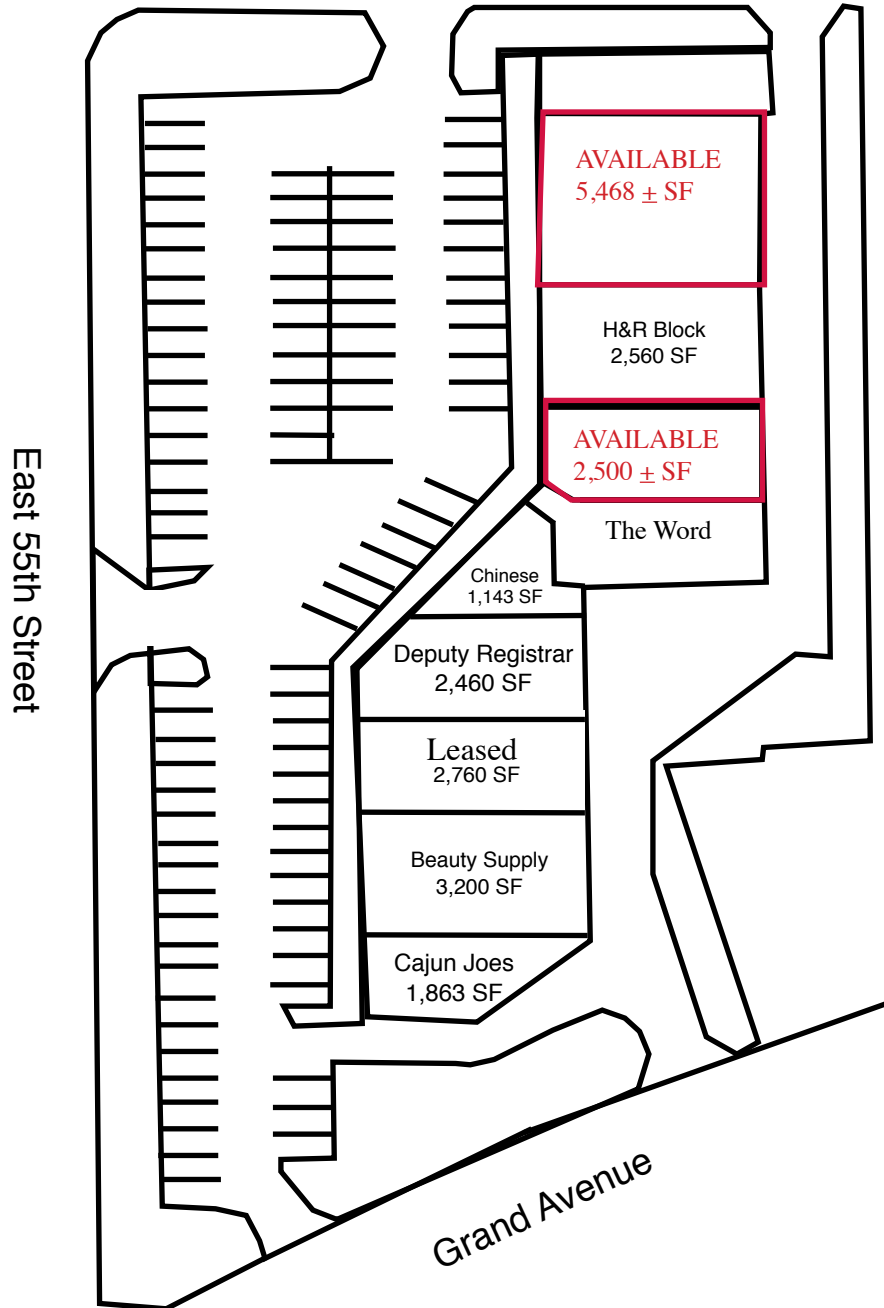 AVAILABLE
5,468 ± SF
H&R Block
2,560 SF
AVAILABLE
2,500 ± SF
The Word
Chinese
1,143 SF
Deputy Registrar
2,460 SF
Leased
2,760 SF
Beauty Supply
3,200 SF
Cajun Joes
1,863 SF
East 55th Street
Grand Avenue